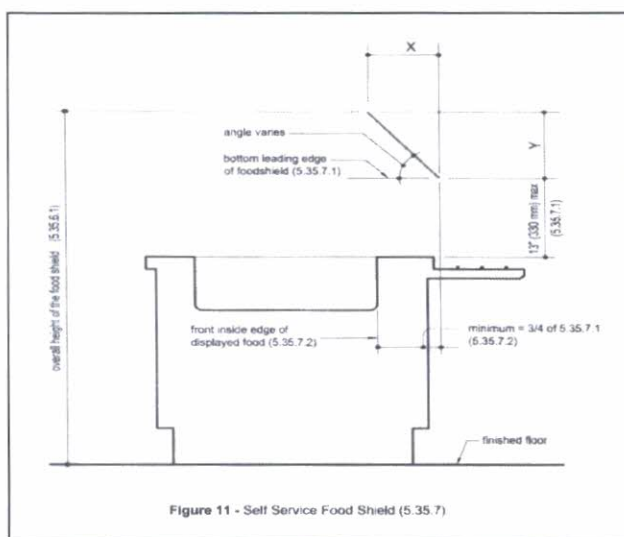 X
angle varies
bottom leading edge
of foodshield (5.35.7.1)
Y
13" (330 mm) max
(5.35.7.1)
overall height of the food shield (5.35.6.1)
front inside edge of
displayed food (5.35.7.2)
minimum = 3/4 of 5.35.7.1
(5.35.7.2)
finished floor
Figure 11 - Self Service Food Shield (5.35.7)